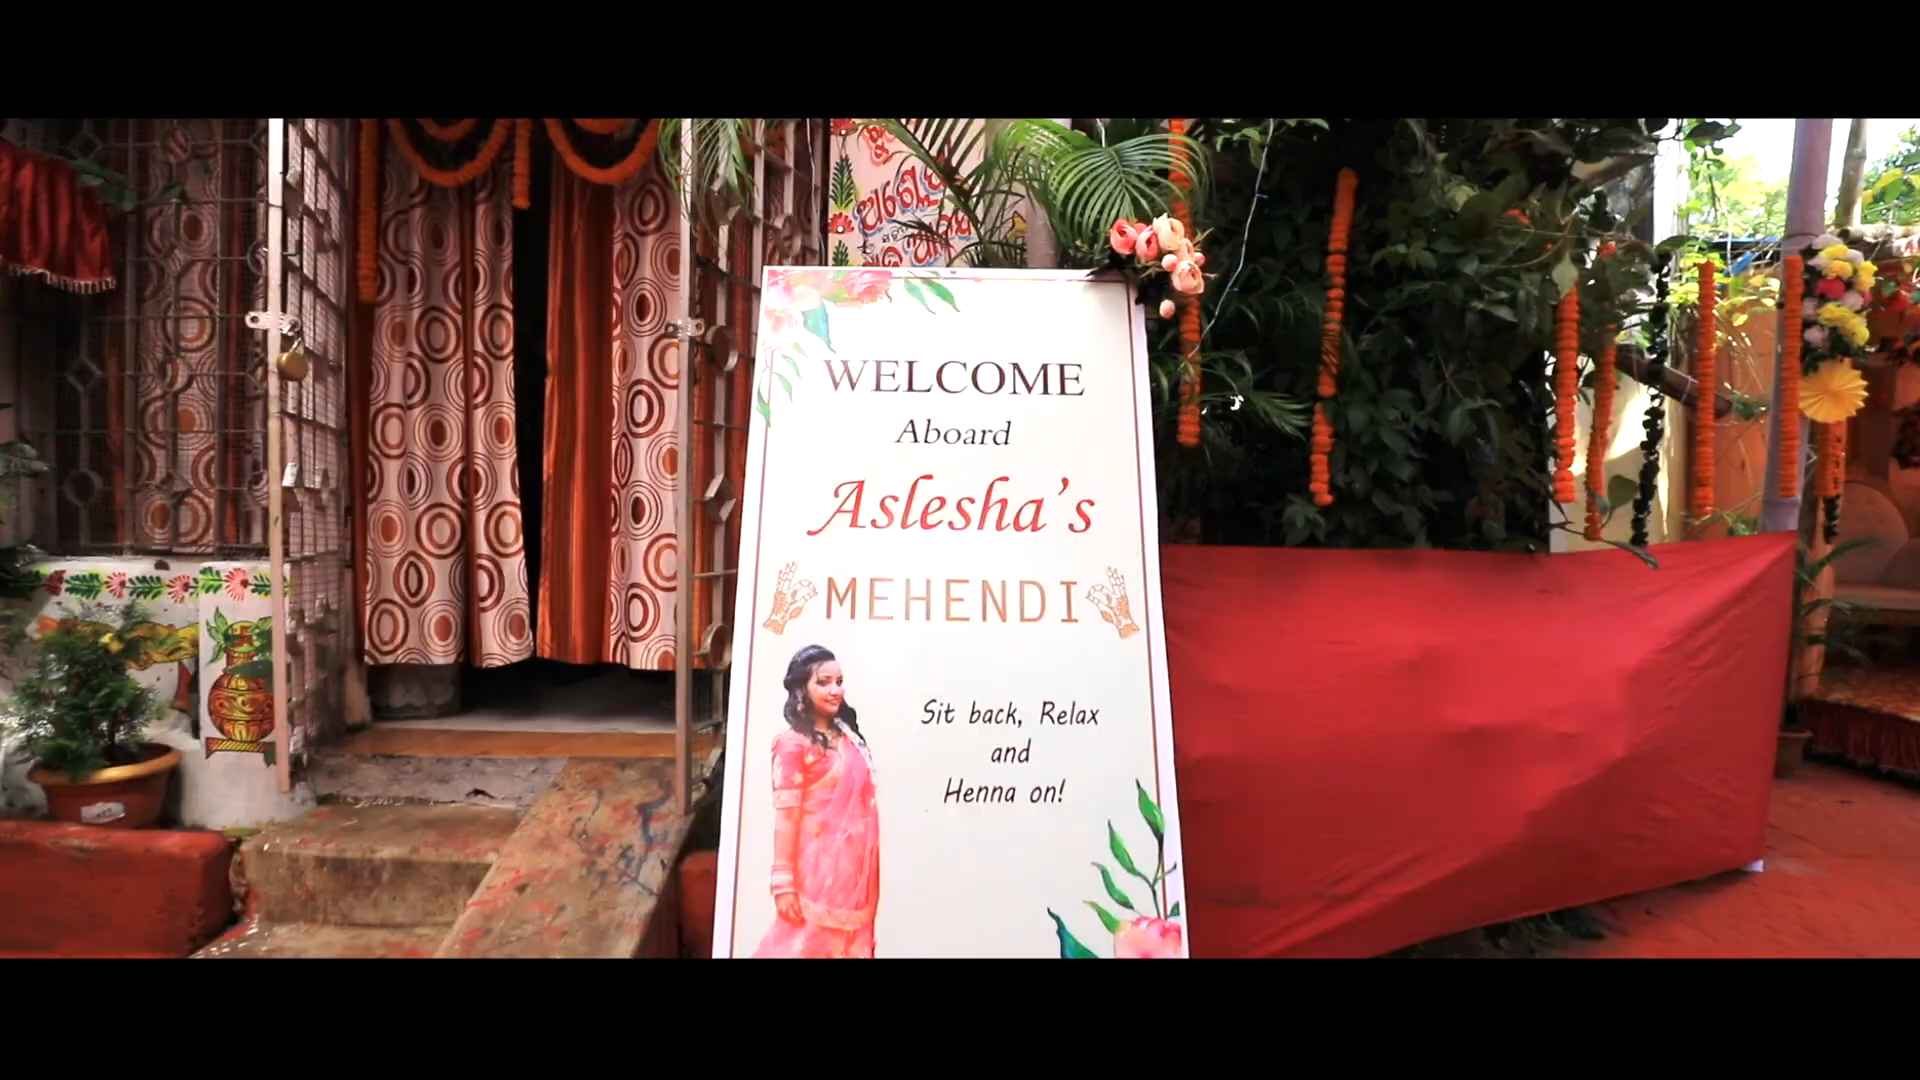 WELCOME
Aboard
Aslesha's
MEHENDI
Sit back, Relax
and
Henna on!